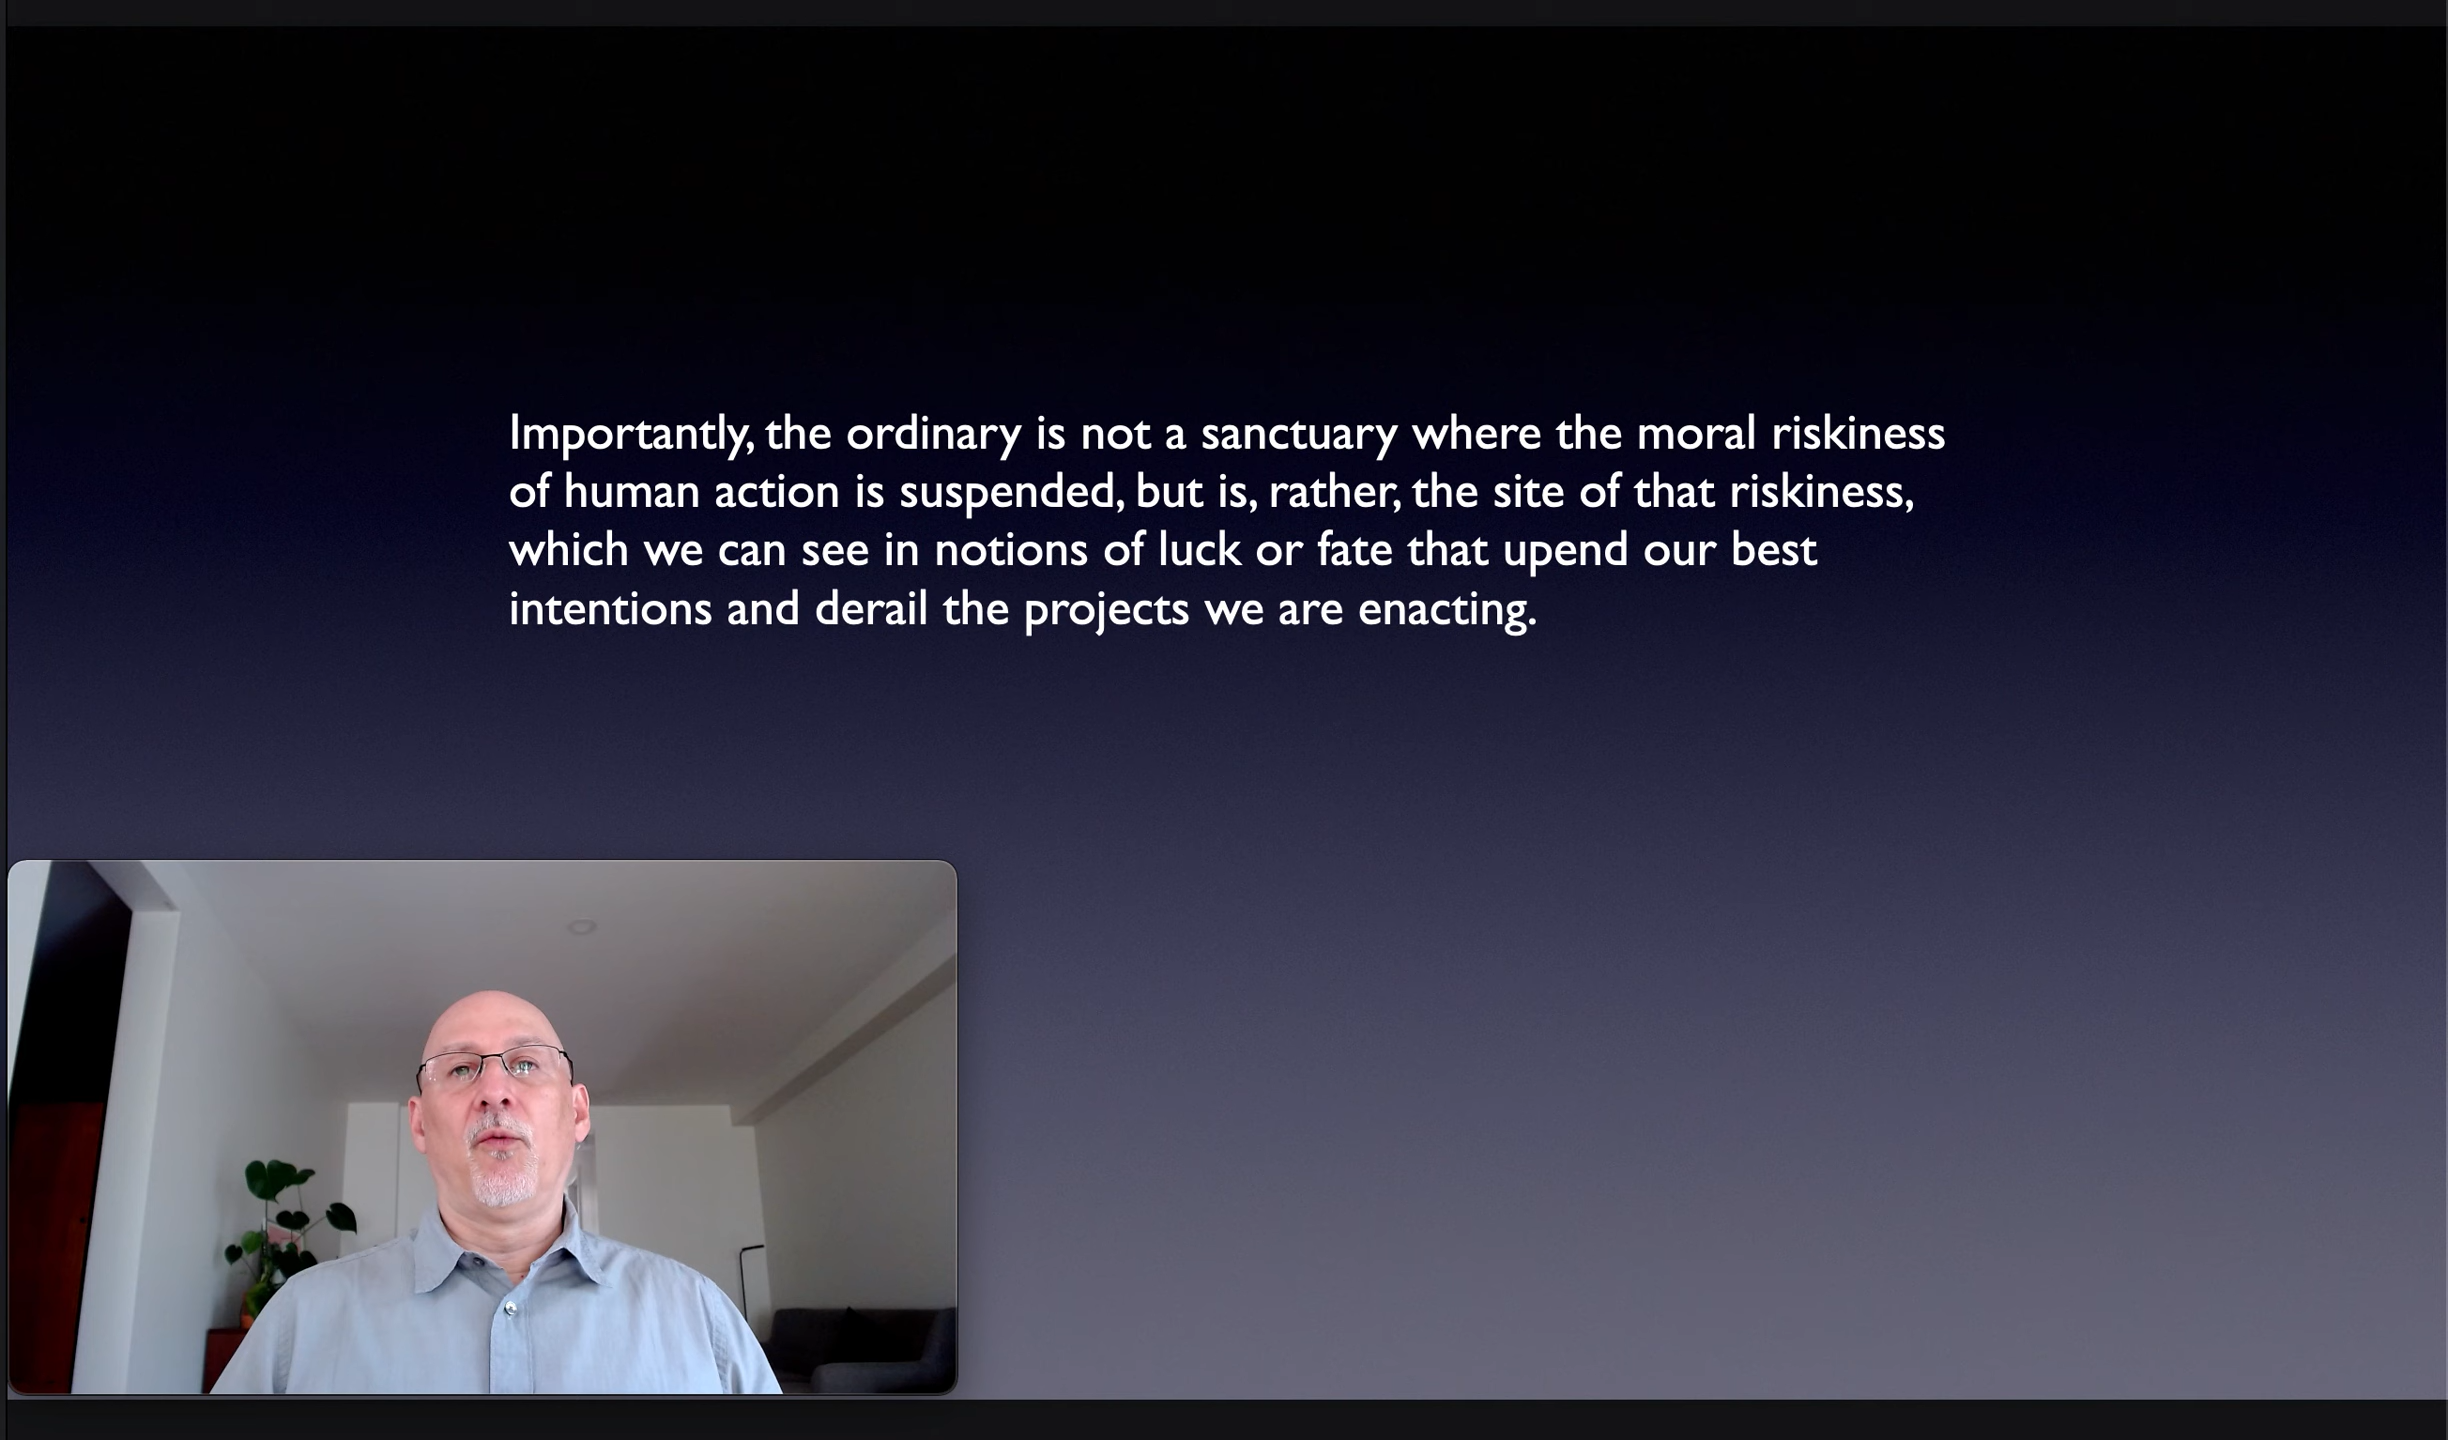 Importantly, the ordinary is not a sanctuary where the moral riskiness
of human action is suspended, but is, rather, the site of that riskiness,
which we can see in notions of luck or fate that upend our best
intentions and derail the projects we are enacting.